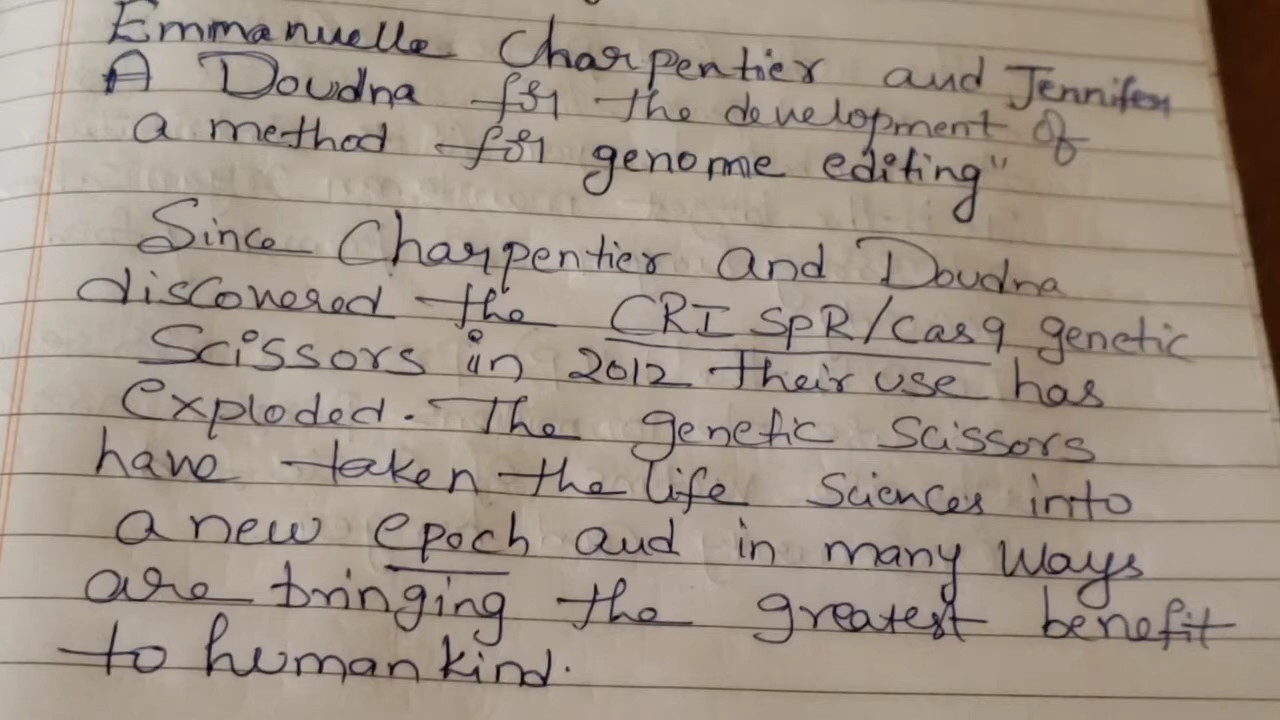 Emmanuelle Charpentier and Jennifer
A Doudna for the development of
a method for genome editing"
Since Charpentier and Doudna
discovered the CRISPR/Cas9 genetic
Scissors in 2012 their use has
exploded. The genetic scissors
have taken the life sciences into
a new epoch and in many ways
are bringing the greatest benefit
to humankind.